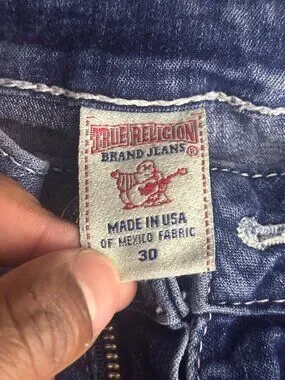 TRUE RELIGION
BRAND JEANS®
MADE IN USA
OF MEXICO FABRIC
30